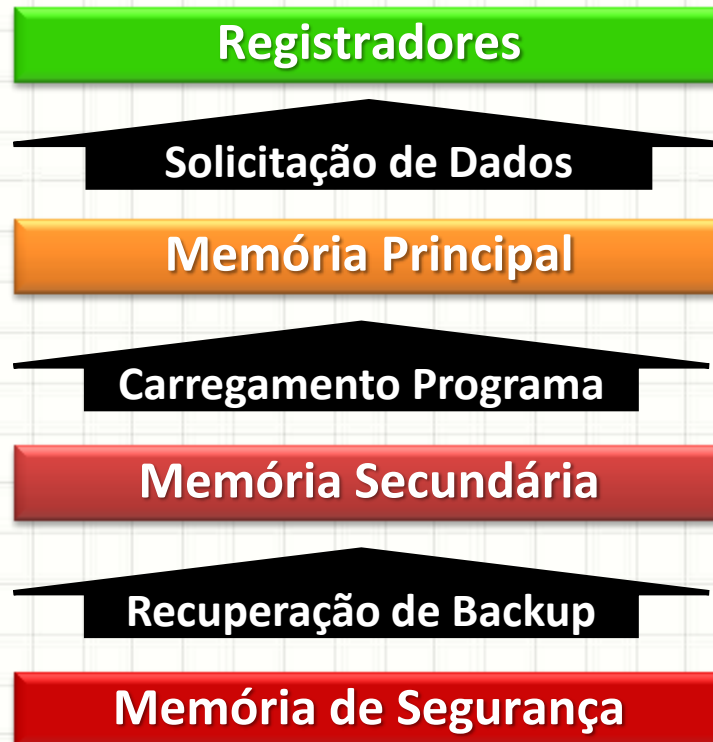 Registradores
Solicitação de Dados
Memória Principal
Carregamento Programa
Memória Secundária
Recuperação de Backup
Memória de Segurança